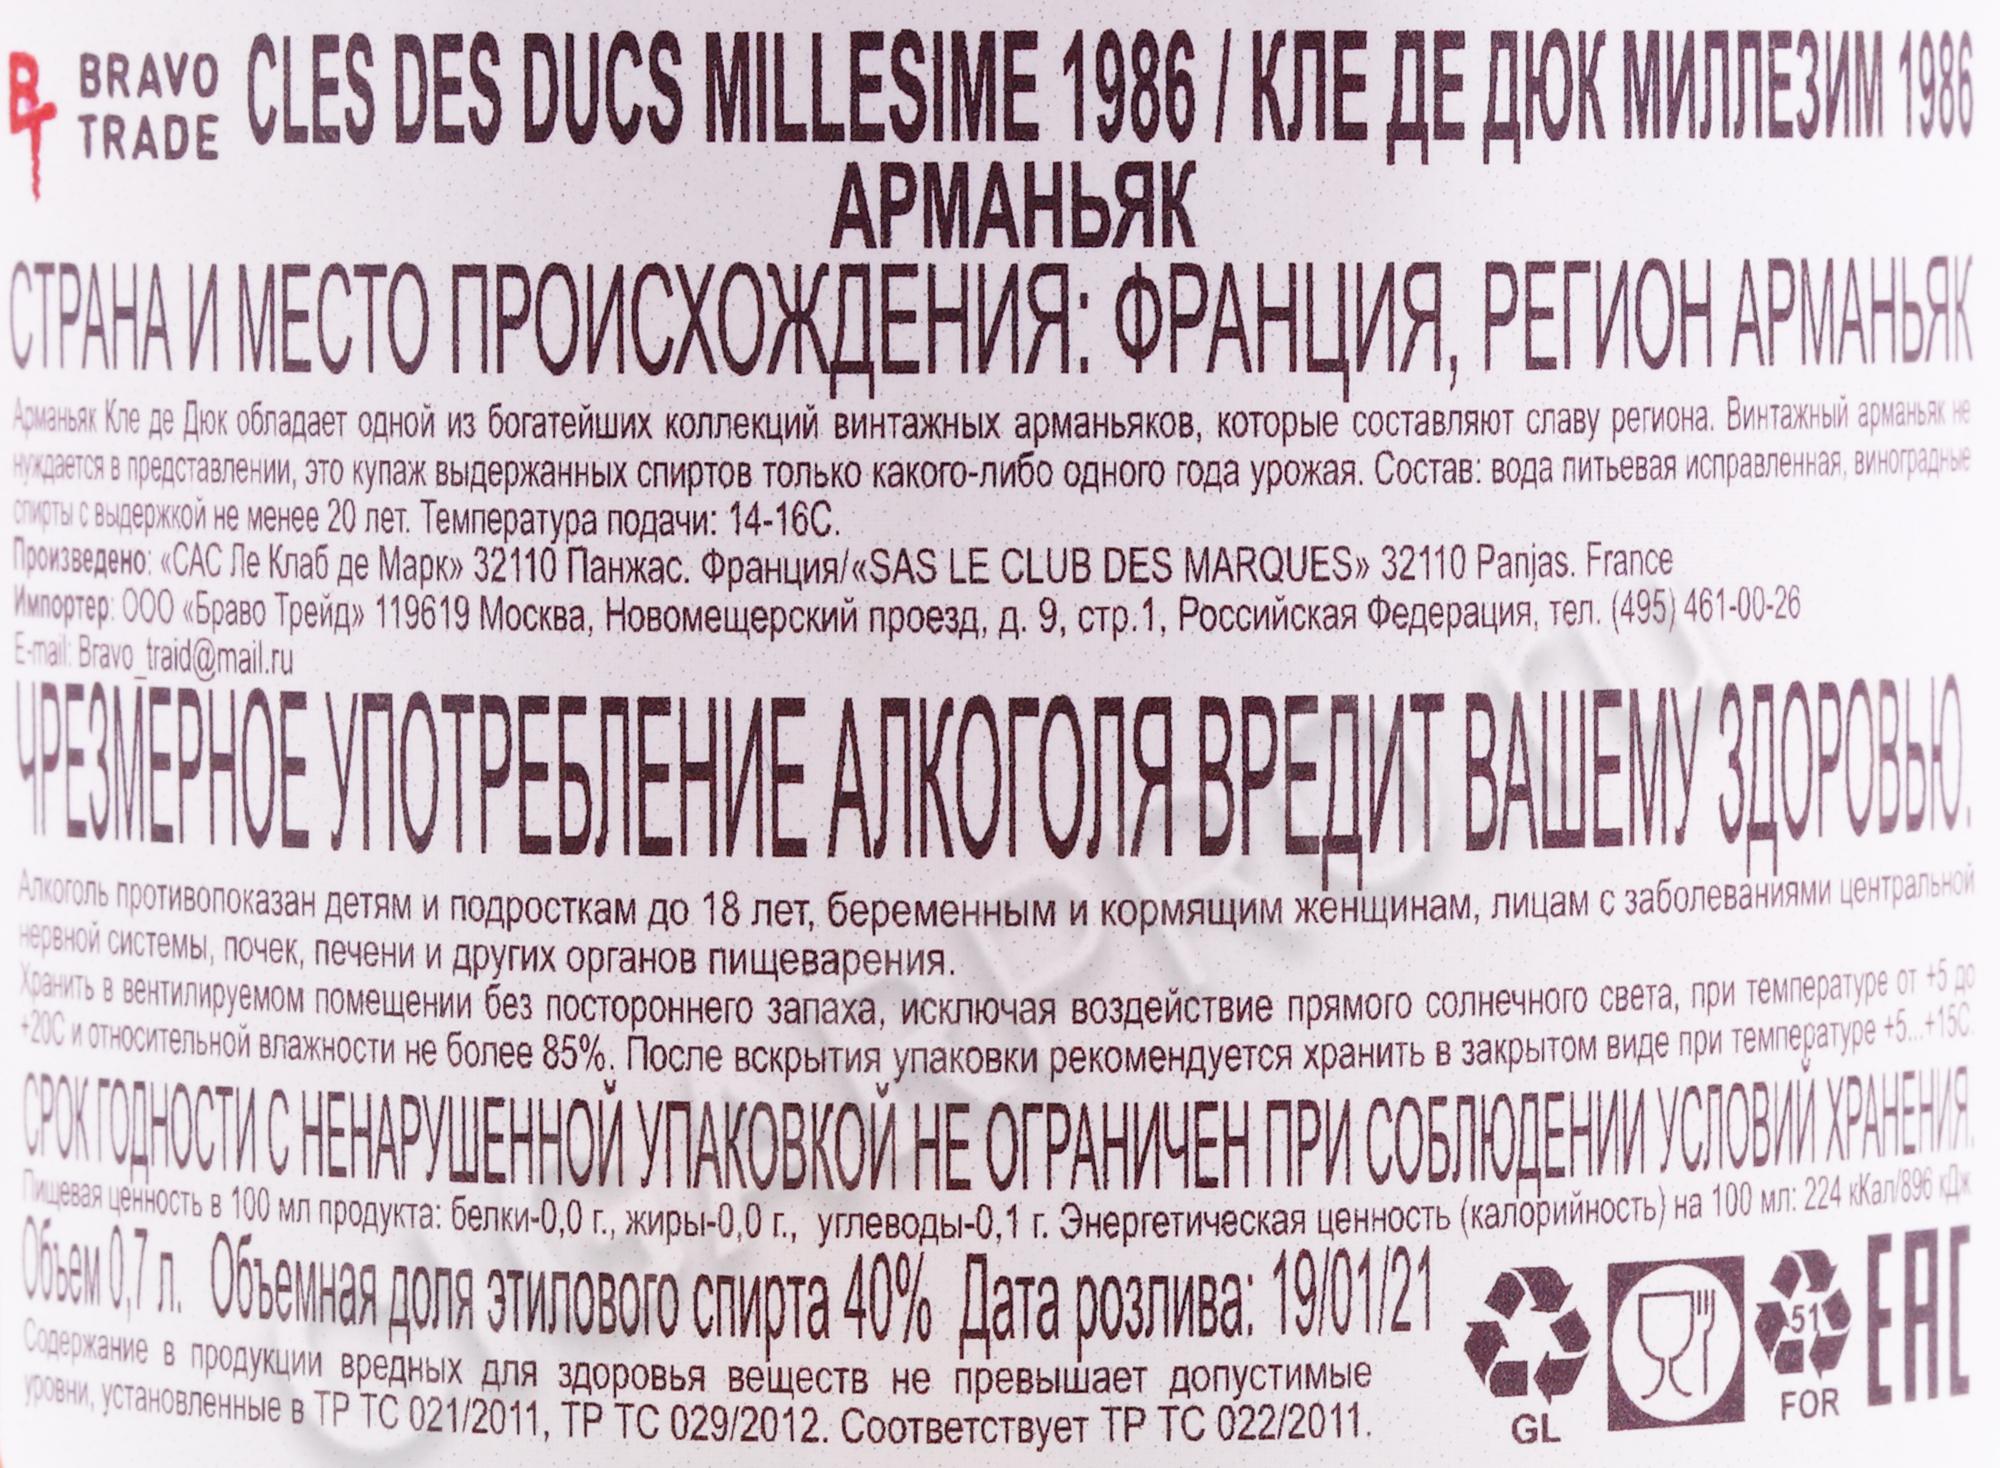 BRAVO TRADE
CLES DES DUCS MILLESIME 1986 / КЛЕ ДЕ ДЮК МИЛЛЕЗИМ 1986
АРМАНЬЯК
СТРАНА И МЕСТО ПРОИСХОЖДЕНИЯ: ФРАНЦИЯ, РЕГИОН АРМАНЬЯК
Арманьяк Кле де Дюк обладает одной из богатейших коллекций винтажных арманьяков, которые составляют славу региона. Винтажный арманьяк не
нуждается в представлении, это купаж выдержанных спиртов только какого-либо одного года урожая. Состав: вода питьевая исправленная, виноградные
спирты с выдержкой не менее 20 лет. Температура подачи: 14-16С.
Произведено: «САС Ле Клаб де Марк» 32110 Панжас. Франция/«SAS LE CLUB DES MARQUES» 32110 Panjas. France
Импортер: ООО «Браво Трейд» 119619 Москва, Новомещерский проезд, д. 9, стр.1, Российская Федерация, тел. (495) 461-00-26
E-mail: Bravo_traid@mail.ru
ЧРЕЗМЕРНОЕ УПОТРЕБЛЕНИЕ АЛКОГОЛЯ ВРЕДИТ ВАШЕМУ ЗДОРОВЬЮ.
Алкоголь противопоказан детям и подросткам до 18 лет, беременным и кормящим женщинам, лицам с заболеваниями центральной
нервной системы, почек, печени и других органов пищеварения.
Хранить в вентилируемом помещении без постороннего запаха, исключая воздействие прямого солнечного света, при температуре от +5 до
+20С и относительной влажности не более 85%. После вскрытия упаковки рекомендуется хранить в закрытом виде при температуре +5...+15С.
СРОК ГОДНОСТИ С НЕНАРУШЕННОЙ УПАКОВКОЙ НЕ ОГРАНИЧЕН ПРИ СОБЛЮДЕНИИ УСЛОВИЙ ХРАНЕНИЯ.
Пищевая ценность в 100 мл продукта: белки-0,0 г., жиры-0,0 г., углеводы-0,1 г. Энергетическая ценность (калорийность) на 100 мл: 224 кКал/896 кДж
Объем 0,7 л. Объемная доля этилового спирта 40% Дата розлива: 19/01/21
Содержание в продукции вредных для здоровья веществ не превышает допустимые
уровни, установленные в ТР ТС 021/2011, ТР ТС 029/2012. Соответствует ТР ТС 022/2011.
GL
51
FOR
EAC